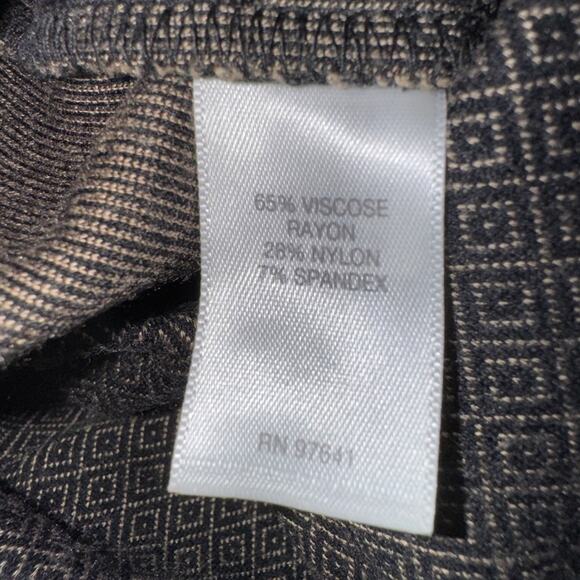 65% VISCOSE
RAYON
28% NYLON
7% SPANDEX
RN 97641